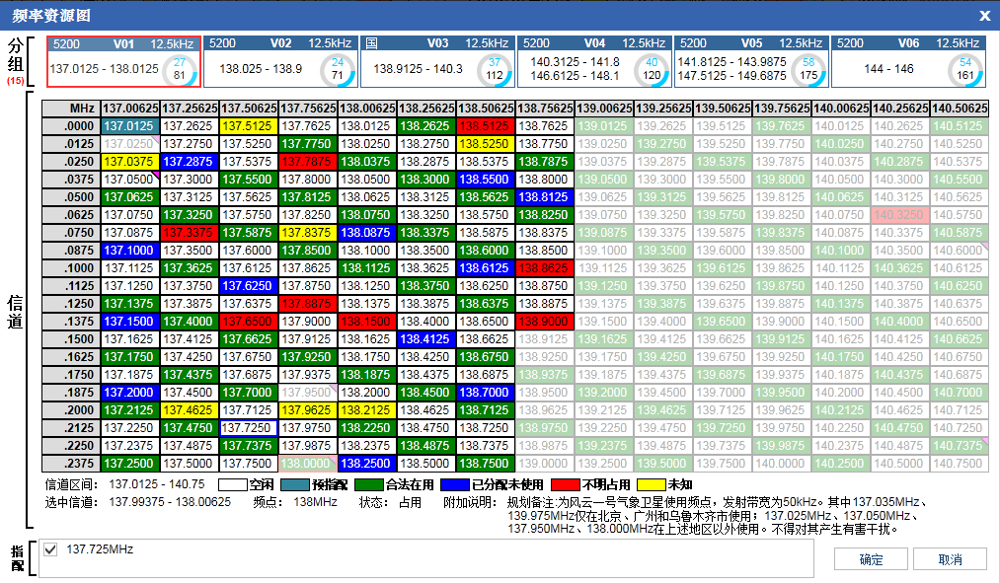 频率资源图 X
分组 (15)
5200 V01 12.5kHz
137.0125 - 138.0125 27 81
5200 V02 12.5kHz
138.025 - 138.9 24 71
国 V03 12.5kHz
138.9125 - 140.3 37 112
5200 V04 12.5kHz
140.3125 - 141.8 40
146.6125 - 148.1 120
5200 V05 12.5kHz
141.8125 - 143.9875 58
147.5125 - 149.6875 175
5200 V06 12.5kHz
144 - 146 54 161
信道
MHz 137.00625 137.25625 137.50625 137.75625 138.00625 138.25625 138.50625 138.75625 139.00625 139.25625 139.50625 139.75625 140.00625 140.25625 140.50625
.0000 137.0125 137.2625 137.5125 137.7625 138.0125 138.2625 138.5125 138.7625 139.0125 139.2625 139.5125 139.7625 140.0125 140.2625 140.5125
.0125 137.0250 137.2750 137.5250 137.7750 138.0250 138.2750 138.5250 138.7750 139.0250 139.2750 139.5250 139.7750 140.0250 140.2750 140.5250
.0250 137.0375 137.2875 137.5375 137.7875 138.0375 138.2875 138.5375 138.7875 139.0375 139.2875 139.5375 139.7875 140.0375 140.2875 140.5375
.0375 137.0500 137.3000 137.5500 137.8000 138.0500 138.3000 138.5500 138.8000 139.0500 139.3000 139.5500 139.8000 140.0500 140.3000 140.5500
.0500 137.0625 137.3125 137.5625 137.8125 138.0625 138.3125 138.5625 138.8125 139.0625 139.3125 139.5625 139.8125 140.0625 140.3125 140.5625
.0625 137.0750 137.3250 137.5750 137.8250 138.0750 138.3250 138.5750 138.8250 139.0750 139.3250 139.5750 139.8250 140.0750 140.3250 140.5750
.0750 137.0875 137.3375 137.5875 137.8375 138.0875 138.3375 138.5875 138.8375 139.0875 139.3375 139.5875 139.8375 140.0875 140.3375 140.5875
.0875 137.1000 137.3500 137.6000 137.8500 138.1000 138.3500 138.6000 138.8500 139.1000 139.3500 139.6000 139.8500 140.1000 140.3500 140.6000
.1000 137.1125 137.3625 137.6125 137.8625 138.1125 138.3625 138.6125 138.8625 139.1125 139.3625 139.6125 139.8625 140.1125 140.3625 140.6125
.1125 137.1250 137.3750 137.6250 137.8750 138.1250 138.3750 138.6250 138.8750 139.1250 139.3750 139.6250 139.8750 140.1250 140.3750 140.6250
.1250 137.1375 137.3875 137.6375 137.8875 138.1375 138.3875 138.6375 138.8875 139.1375 139.3875 139.6375 139.8875 140.1375 140.3875 140.6375
.1375 137.1500 137.4000 137.6500 137.9000 138.1500 138.4000 138.6500 138.9000 139.1500 139.4000 139.6500 139.9000 140.1500 140.4000 140.6500
.1500 137.1625 137.4125 137.6625 137.9125 138.1625 138.4125 138.6625 138.9125 139.1625 139.4125 139.6625 139.9125 140.1625 140.4125 140.6625
.1625 137.1750 137.4250 137.6750 137.9250 138.1750 138.4250 138.6750 138.9250 139.1750 139.4250 139.6750 139.9250 140.1750 140.4250 140.6750
.1750 137.1875 137.4375 137.6875 137.9375 138.1875 138.4375 138.6875 138.9375 139.1875 139.4375 139.6875 139.9375 140.1875 140.4375 140.6875
.1875 137.2000 137.4500 137.7000 137.9500 138.2000 138.4500 138.7000 138.9500 139.2000 139.4500 139.7000 139.9500 140.2000 140.4500 140.7000
.2000 137.2125 137.4625 137.7125 137.9625 138.2125 138.4625 138.7125 138.9625 139.2125 139.4625 139.7125 139.9625 140.2125 140.4625 140.7125
.2125 137.2250 137.4750 137.7250 137.9750 138.2250 138.4750 138.7250 138.9750 139.2250 139.4750 139.7250 139.9750 140.2250 140.4750 140.7250
.2250 137.2375 137.4875 137.7375 137.9875 138.2375 138.4875 138.7375 138.9875 139.2375 139.4875 139.7375 139.9875 140.2375 140.4875 140.7375
.2375 137.2500 137.5000 137.7500 138.0000 138.2500 138.5000 138.7500 139.0000 139.2500 139.5000 139.7500 140.0000 140.2500 140.5000 140.7500
信道区间： 137.0125 - 140.75 空闲 按指配 合法在用 已分配未使用 不明占用 未知
选中信道： 137.99375 - 138.00625 频点： 138MHz 状态： 占用 附加说明： 规划备注:为风云一号气象卫星使用频点，发射带宽为50kHz。其中137.035MHz、
139.975MHz仅在北京、广州和乌鲁木齐市使用；137.025MHz、137.050MHz、
137.950MHz、138.000MHz在上述地区以外使用。不得对其产生有害干扰。
指配
137.725MHz
确定 取消